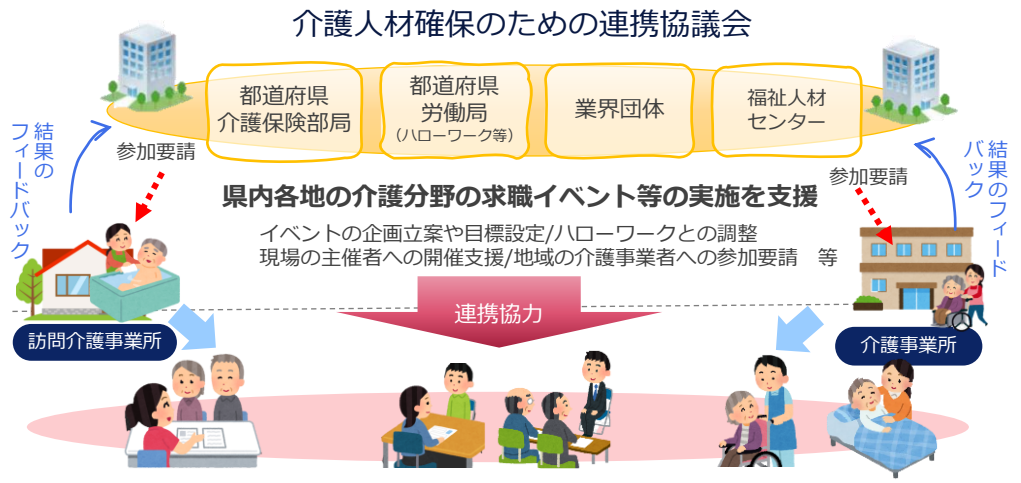 介護人材確保のための連携協議会
都道府県
介護保険部局
都道府県
労働局
（ハローワーク等）
業界団体
福祉人材
センター
結果の
フィードバック
参加要請
参加要請
結果のフィード
バック
県内各地の介護分野の求職イベント等の実施を支援
イベントの企画立案や目標設定/ハローワークとの調整
現場の主催者への開催支援/地域の介護事業者への参加要請　等
連携協力
訪問介護事業所
介護事業所